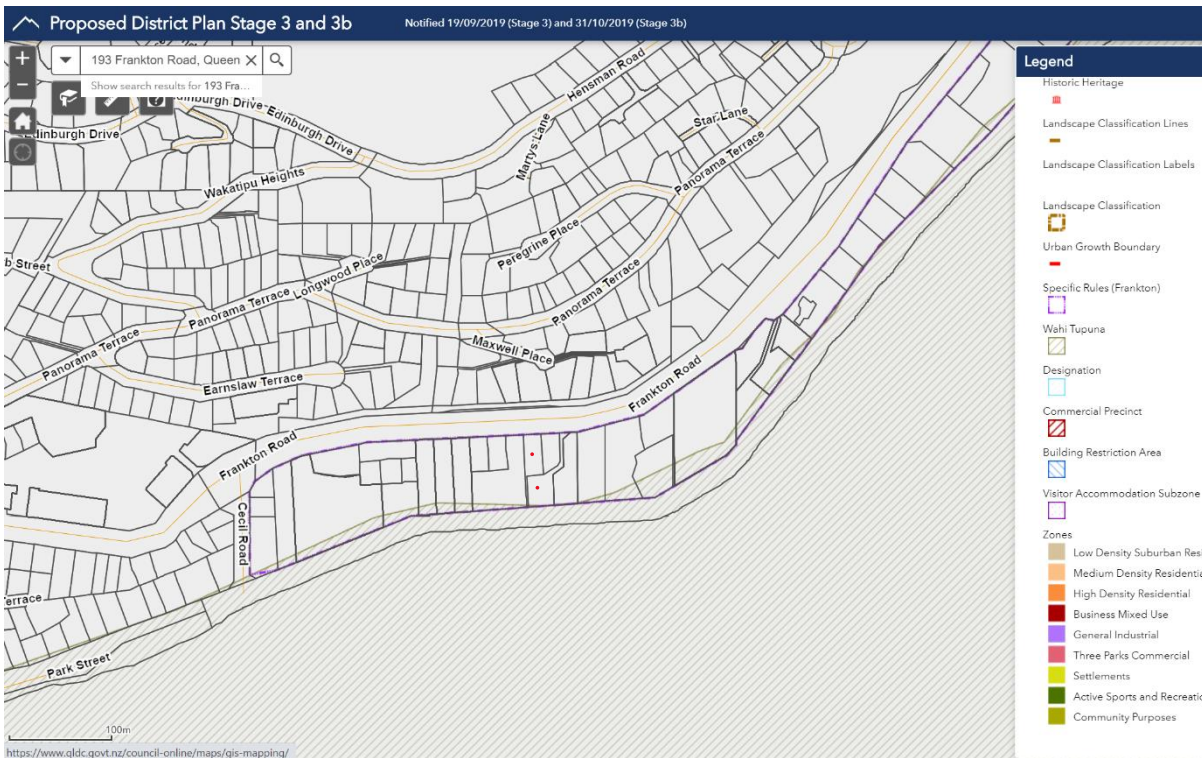 Proposed District Plan Stage 3 and 3b
Notified 19/09/2019 (Stage 3) and 31/10/2019 (Stage 3b)
193 Frankton Road, Queen
Show search results for 193 Fra...
Edinburgh Drive
Edinburgh Drive
Edinburgh Drive
Hensman Road
Martys Lane
Star Lane
Panorama Terrace
Wakatipu Heights
Peregrine Place
b Street
Longwood Place
Panorama Terrace
Panorama Terrace
Maxwell Place
Panorama Terrace
Earnslaw Terrace
Frankton Road
Frankton Road
Cecil Road
errace
Park Street
100m
https://www.qldc.govt.nz/council-online/maps/gis-mapping/
Legend
Historic Heritage
Landscape Classification Lines
Landscape Classification Labels
Landscape Classification
Urban Growth Boundary
Specific Rules (Frankton)
Wahi Tupuna
Designation
Commercial Precinct
Building Restriction Area
Visitor Accommodation Subzone
Zones
Low Density Suburban Resi
Medium Density Residentia
High Density Residential
Business Mixed Use
General Industrial
Three Parks Commercial
Settlements
Active Sports and Recreatio
Community Purposes